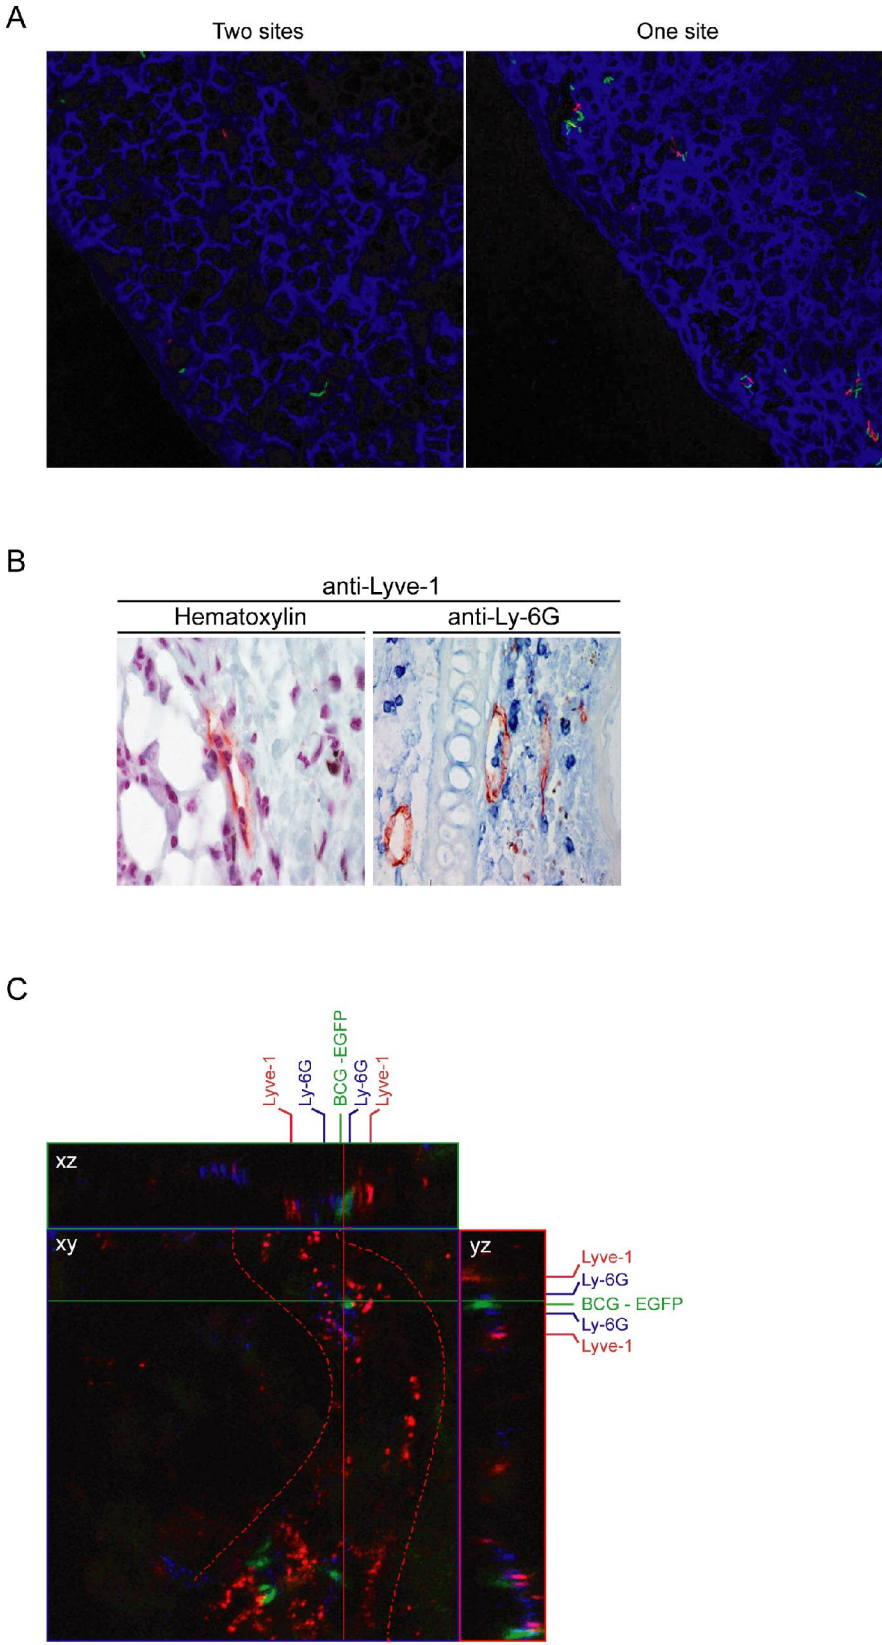 A
Two sites
One site
B
anti-Lyve-1
Hematoxylin
anti-Ly-6G
C
Lyve-1
Ly-6G
BCG -EGFP
Ly-6G
Lyve-1
xz
xy
yz
Lyve-1
Ly-6G
BCG - EGFP
Ly-6G
Lyve-1